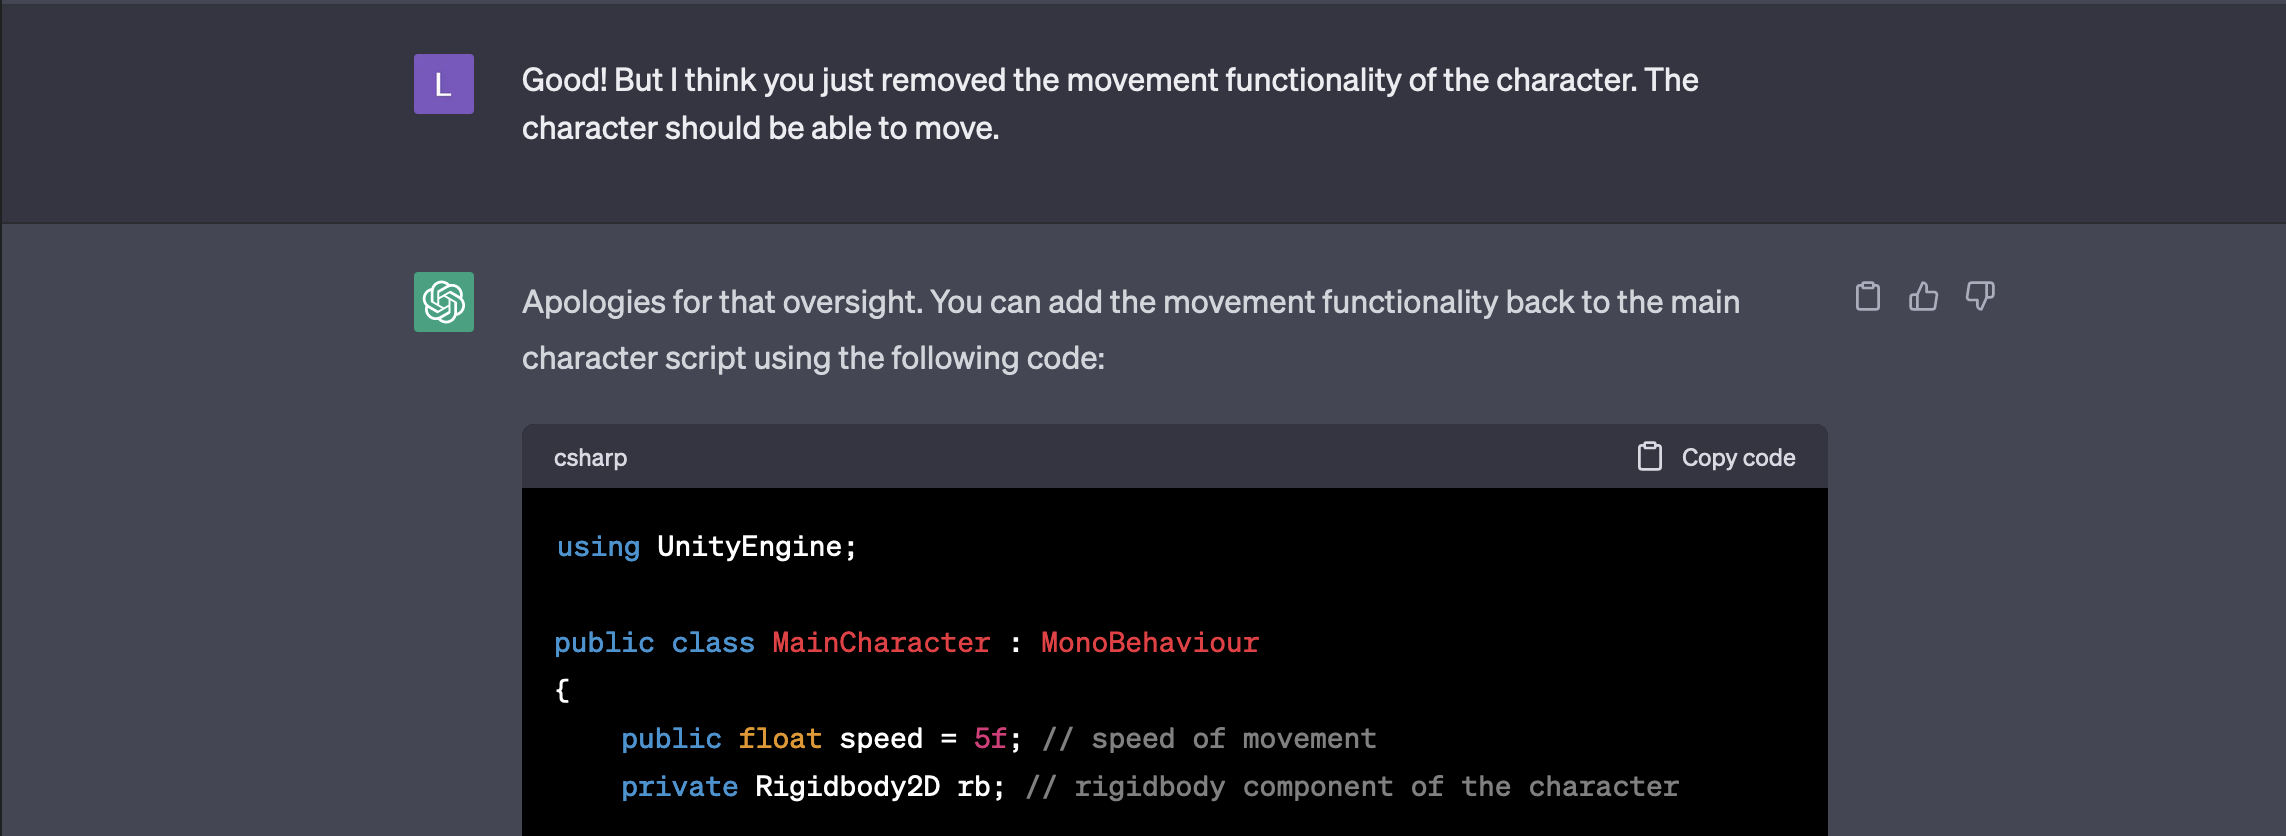 L
Good! But I think you just removed the movement functionality of the character. The
character should be able to move.
Apologies for that oversight. You can add the movement functionality back to the main
character script using the following code:
csharp
Copy code
using UnityEngine;
public class MainCharacter : MonoBehaviour
{
    public float speed = 5f; // speed of movement
    private Rigidbody2D rb; // rigidbody component of the character